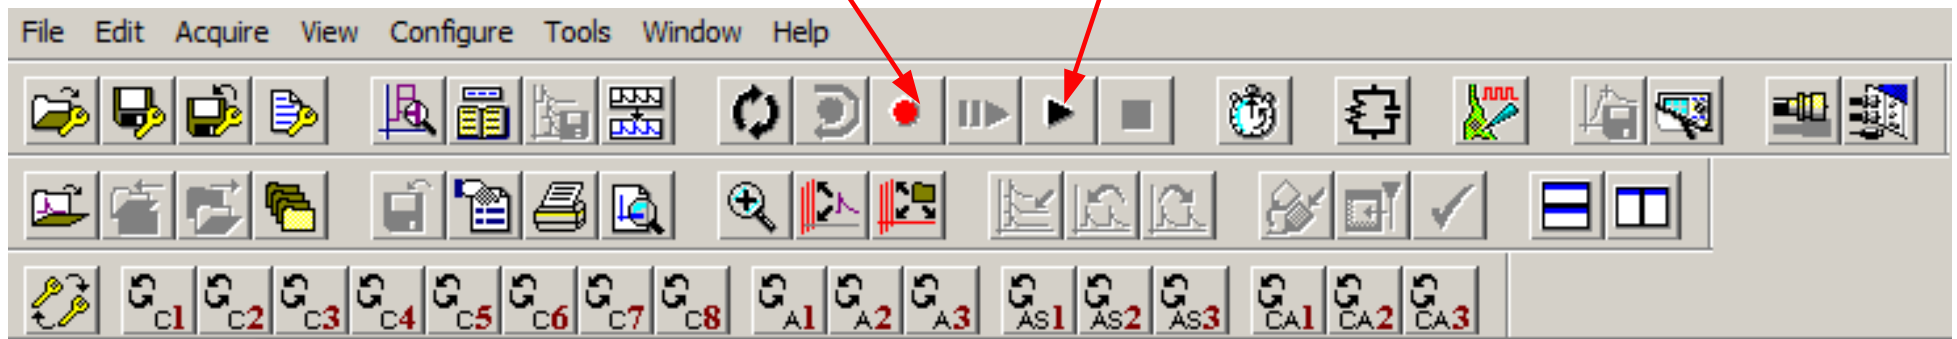 File Edit Acquire View Configure Tools Window Help
C1 C2 C3 C4 C5 C6 C7 C8 A1 A2 A3 AS1 AS2 AS3 CA1 CA2 CA3